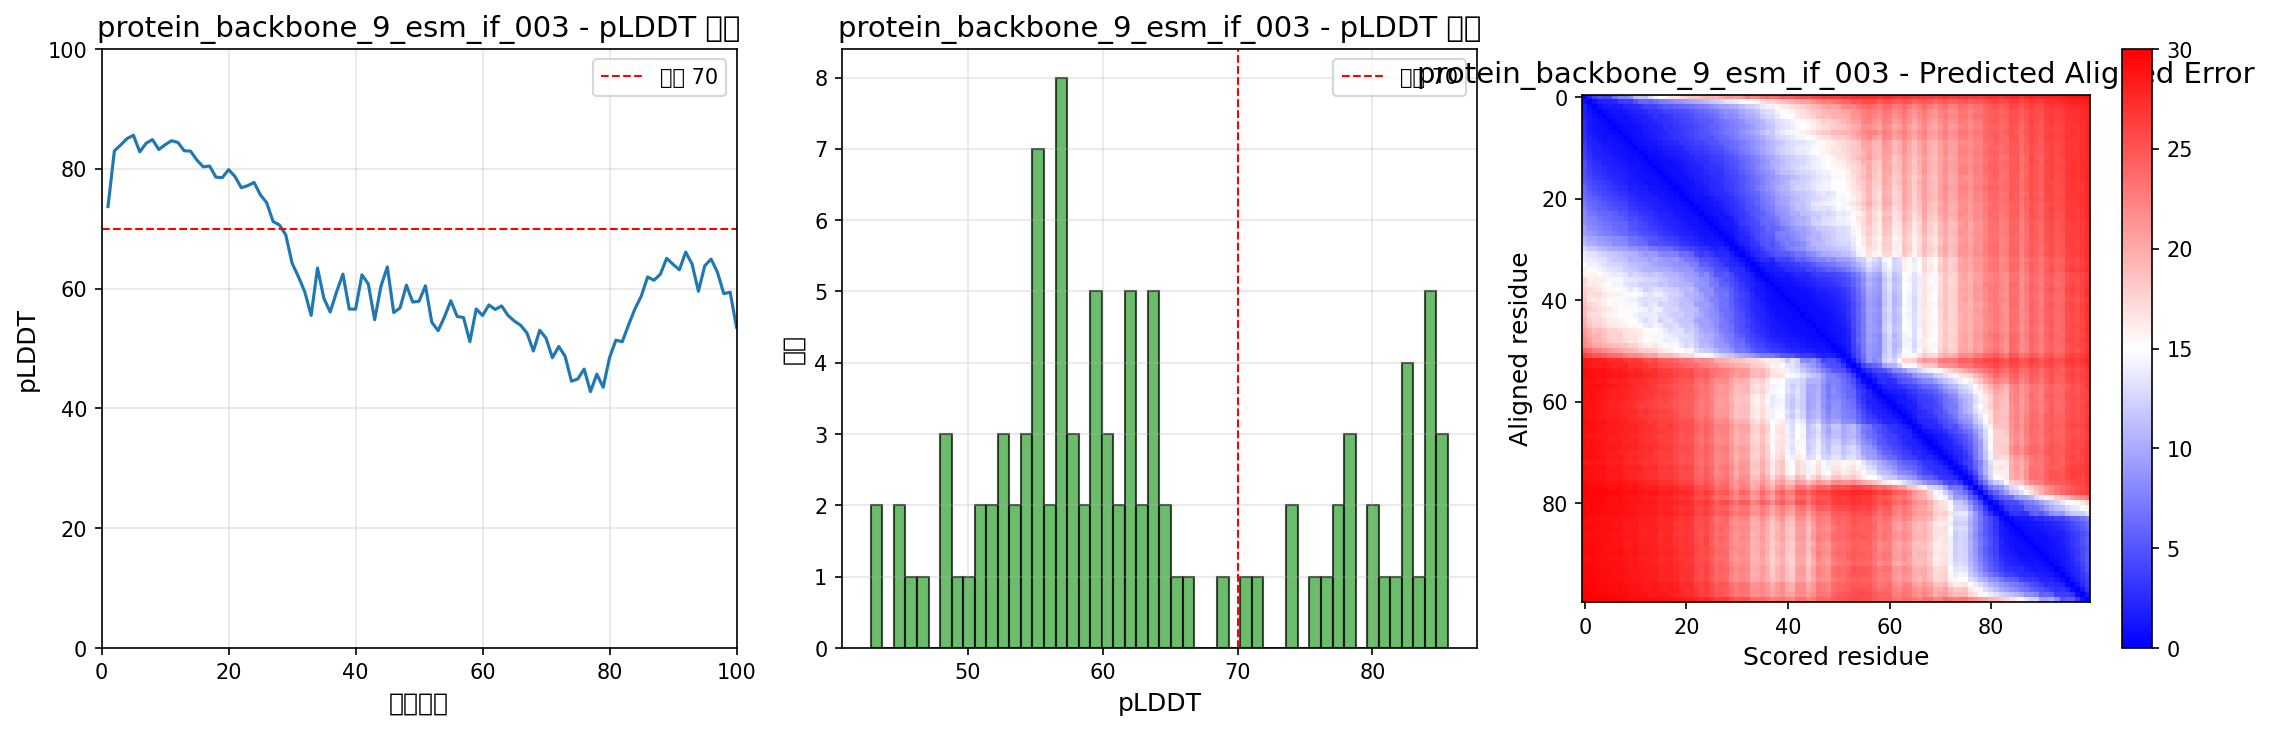 protein_backbone_9_esm_if_003 - pLDDT
100
80
60
40
20
0
pLDDT
70
0 20 40 60 80 100
protein_backbone_9_esm_if_003 - pLDDT
8
7
6
5
4
3
2
1
0
70
50 60 70 80
pLDDT
protein_backbone_9_esm_if_003 - Predicted Aligned Error
0
20
40
60
80
Aligned residue
0 20 40 60 80
Scored residue
30
25
20
15
10
5
0